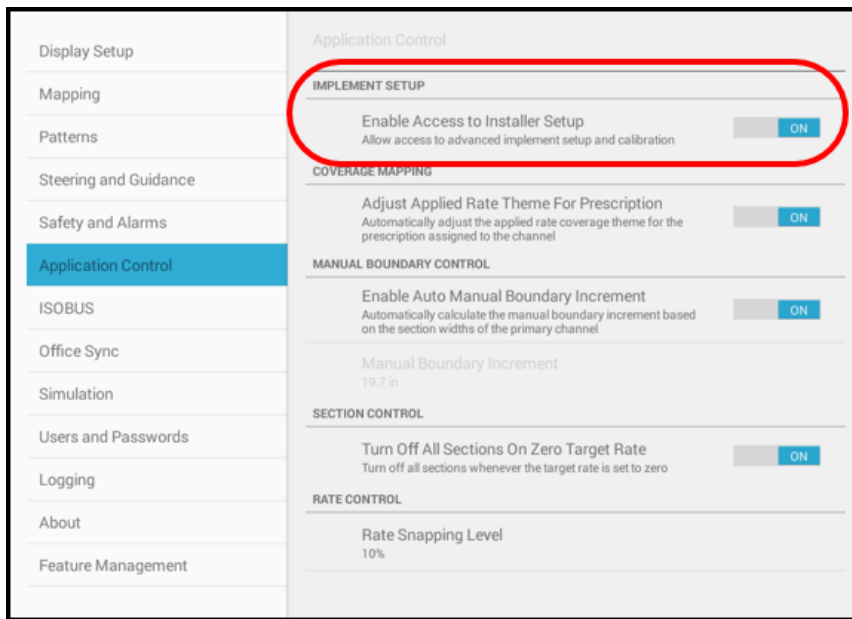 Display Setup
Mapping
Patterns
Steering and Guidance
Safety and Alarms
Application Control
ISOBUS
Office Sync
Simulation
Users and Passwords
Logging
About
Feature Management
Application Control
IMPLEMENT SETUP
Enable Access to Installer Setup
ON
Allow access to advanced implement setup and calibration
COVERAGE MAPPING
Adjust Applied Rate Theme For Prescription
ON
Automatically adjust the applied rate coverage theme for the
prescription assigned to the channel
MANUAL BOUNDARY CONTROL
Enable Auto Manual Boundary Increment
ON
Automatically calculate the manual boundary increment based
on the section widths of the primary channel
Manual Boundary Increment
19.7 in
SECTION CONTROL
Turn Off All Sections On Zero Target Rate
ON
Turn off all sections whenever the target rate is set to zero
RATE CONTROL
Rate Snapping Level
10%